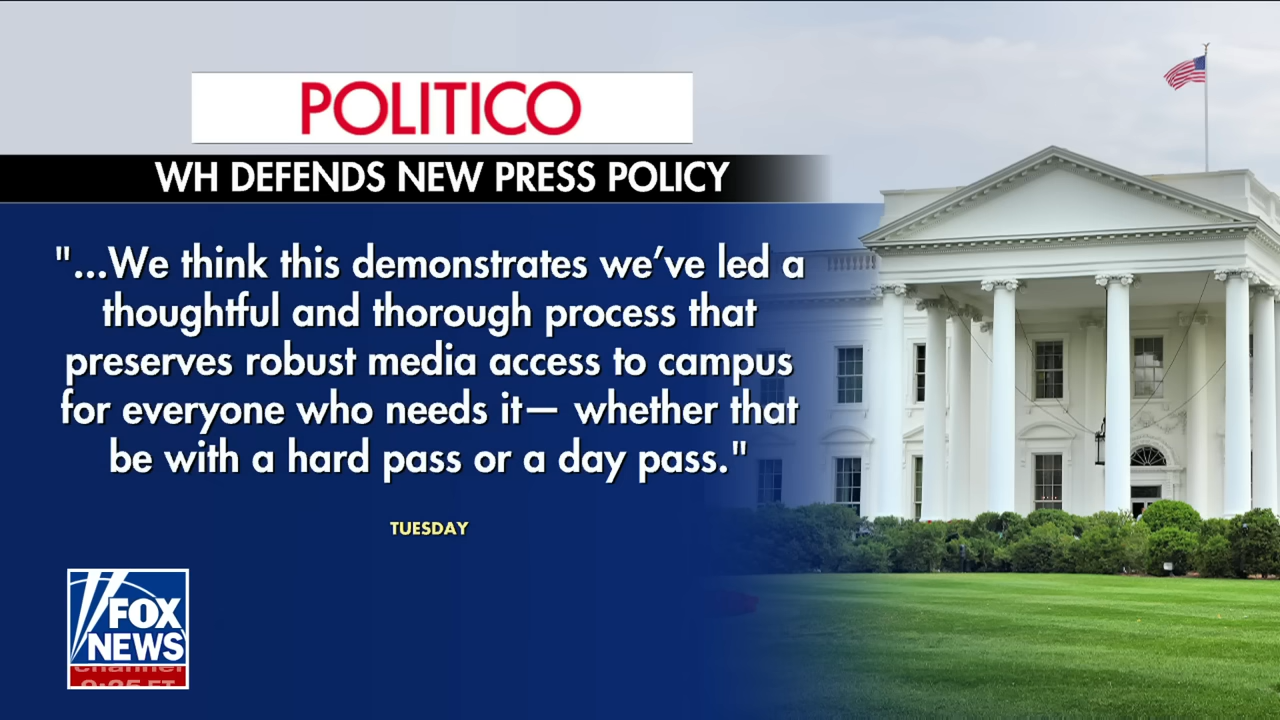 POLITICO
WH DEFENDS NEW PRESS POLICY
"...We think this demonstrates we've led a
thoughtful and thorough process that
preserves robust media access to campus
for everyone who needs it— whether that
be with a hard pass or a day pass."
TUESDAY
FOX
NEWS
channel